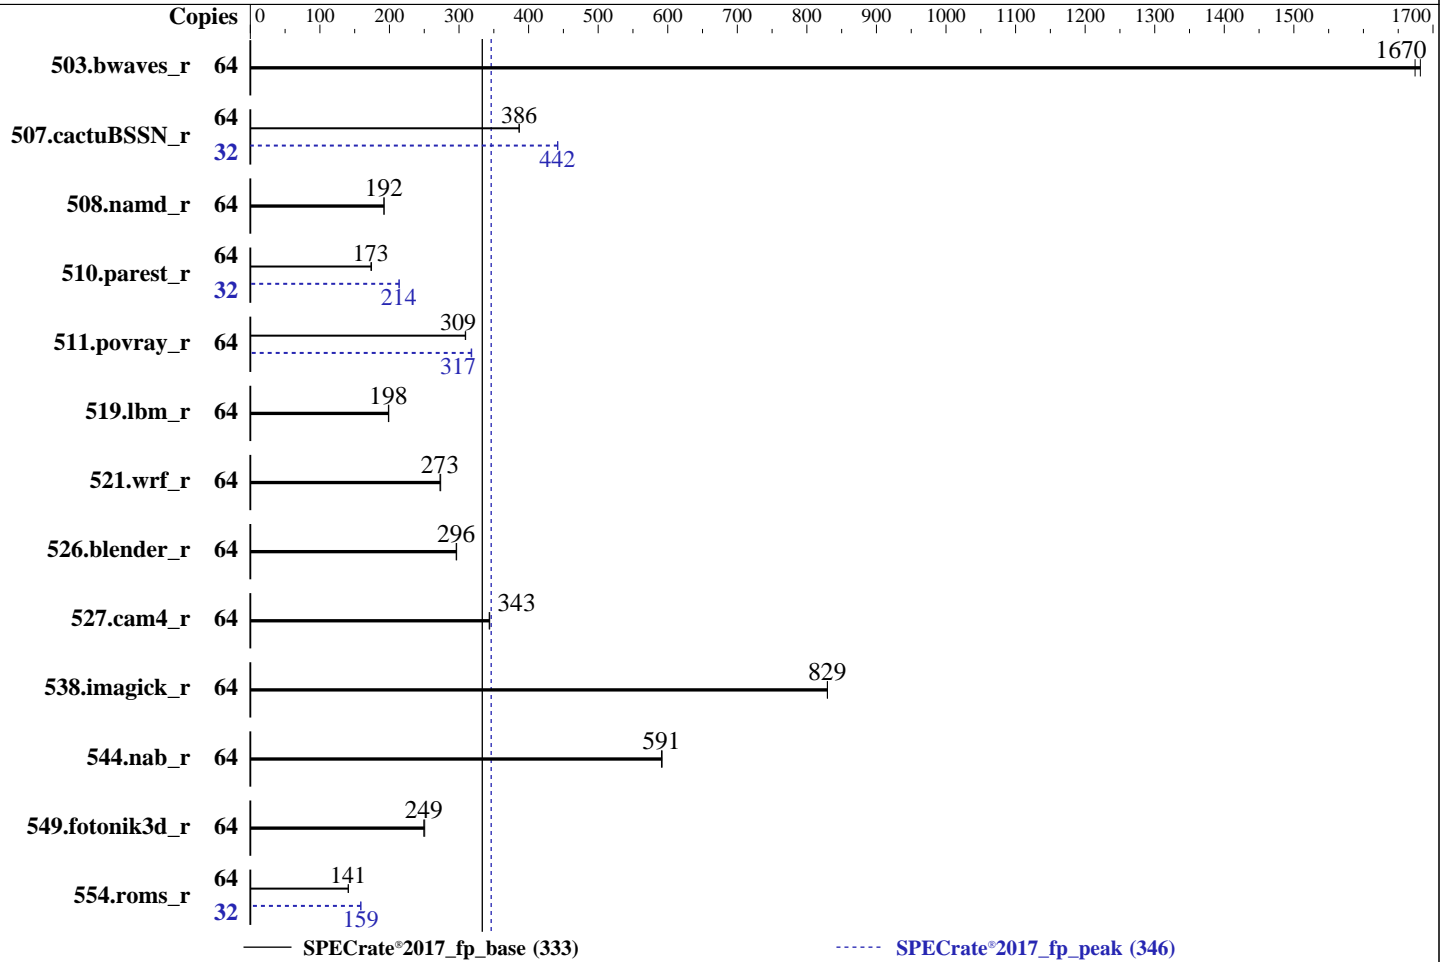 Copies 0 100 200 300 400 500 600 700 800 900 1000 1100 1200 1300 1400 1500 1700
503.bwaves_r 64 1670
507.cactuBSSN_r 64 386
32 442
508.namd_r 64 192
510.parest_r 64 173
32 214
511.povray_r 64 309
317
519.lbm_r 64 198
521.wrf_r 64 273
526.blender_r 64 296
527.cam4_r 64 343
538.imagick_r 64 829
544.nab_r 64 591
549.fotonik3d_r 64 249
554.roms_r 64 141
32 159
SPECrate®2017_fp_base (333) SPECrate®2017_fp_peak (346)